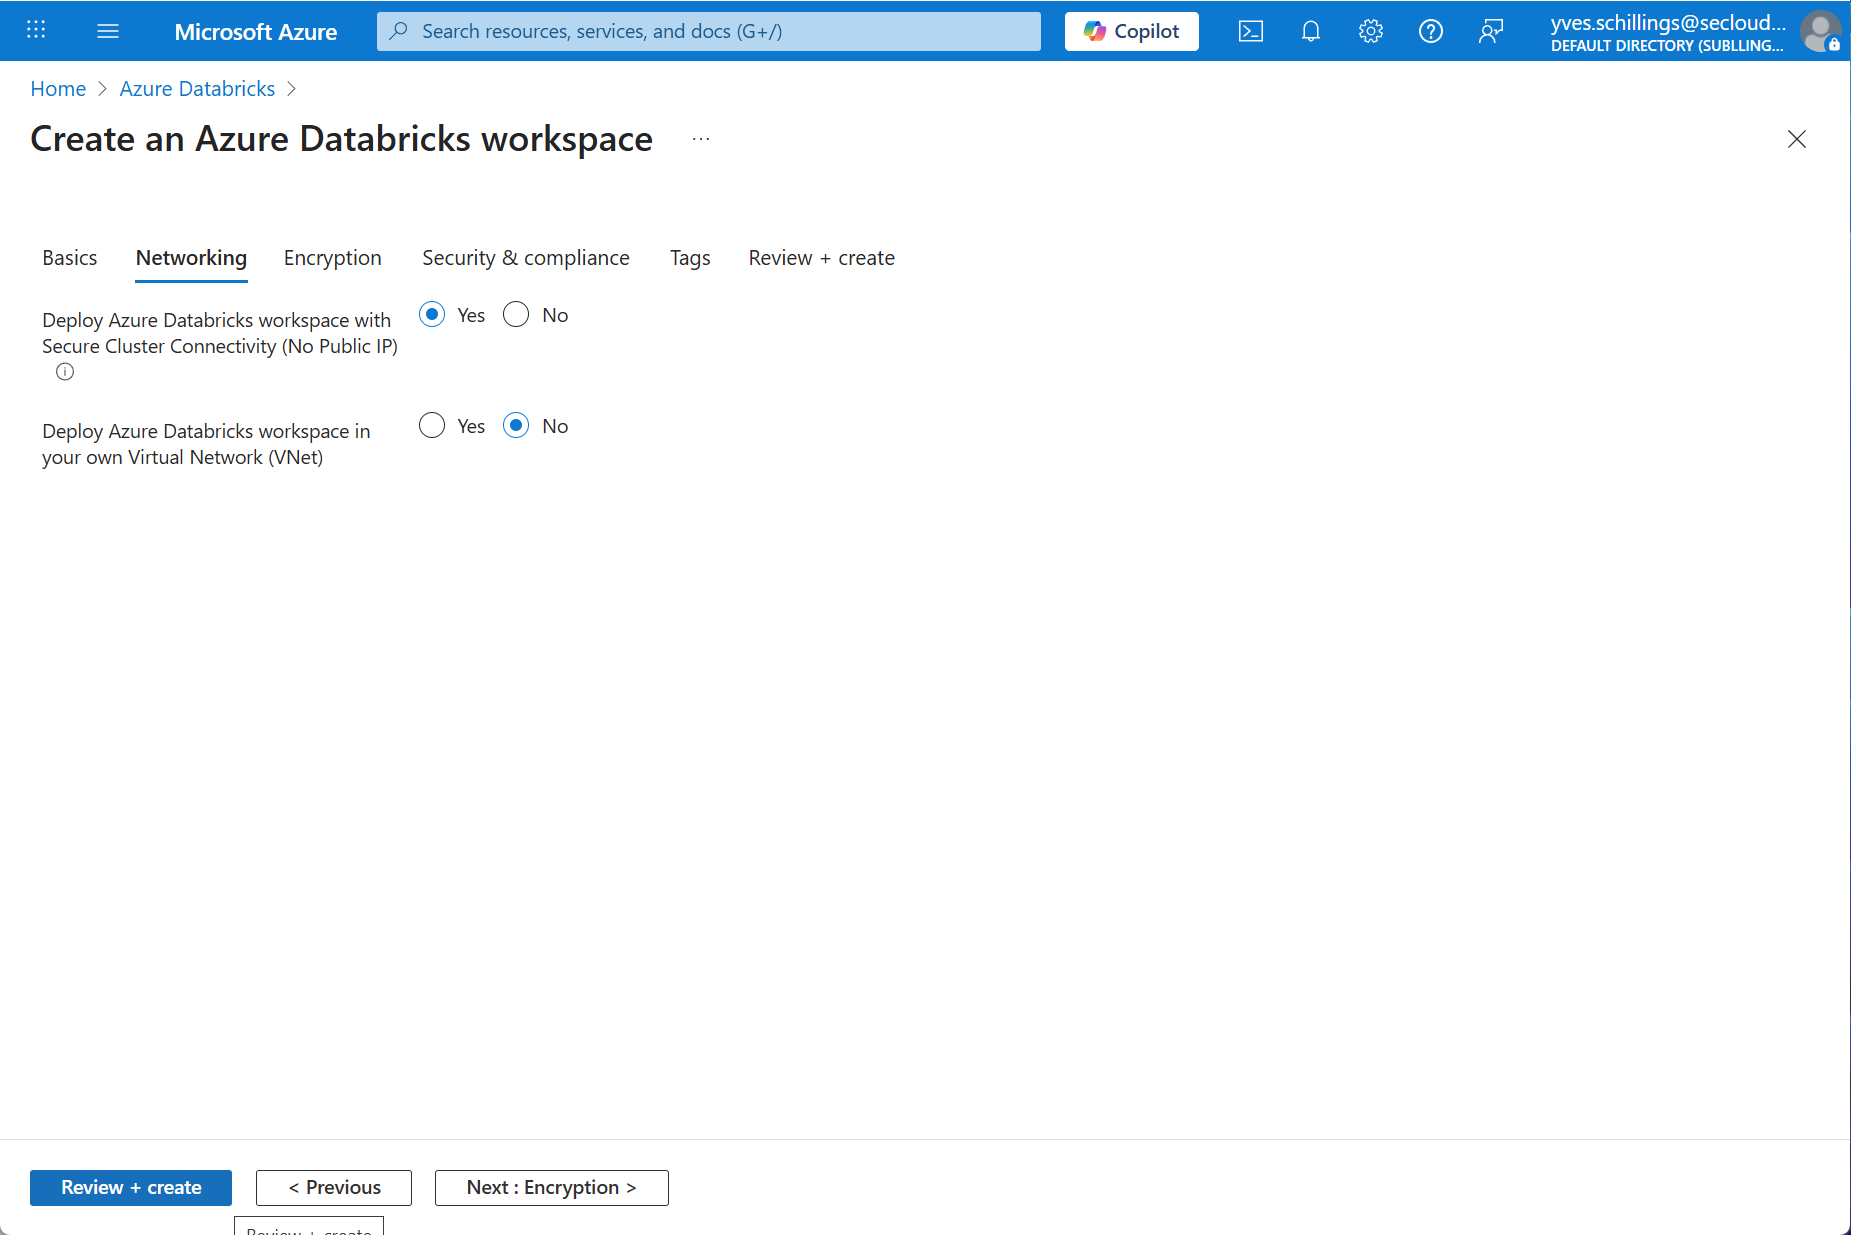 Microsoft Azure
Search resources, services, and docs (G+/)
Copilot
yves.schillings@secloud...
DEFAULT DIRECTORY (SUBLLING...
Home > Azure Databricks >
Create an Azure Databricks workspace ...
Basics Networking Encryption Security & compliance Tags Review + create
Deploy Azure Databricks workspace with
Secure Cluster Connectivity (No Public IP)
Yes No
Deploy Azure Databricks workspace in
your own Virtual Network (VNet)
Yes No
Review + create < Previous Next : Encryption >
Review + create